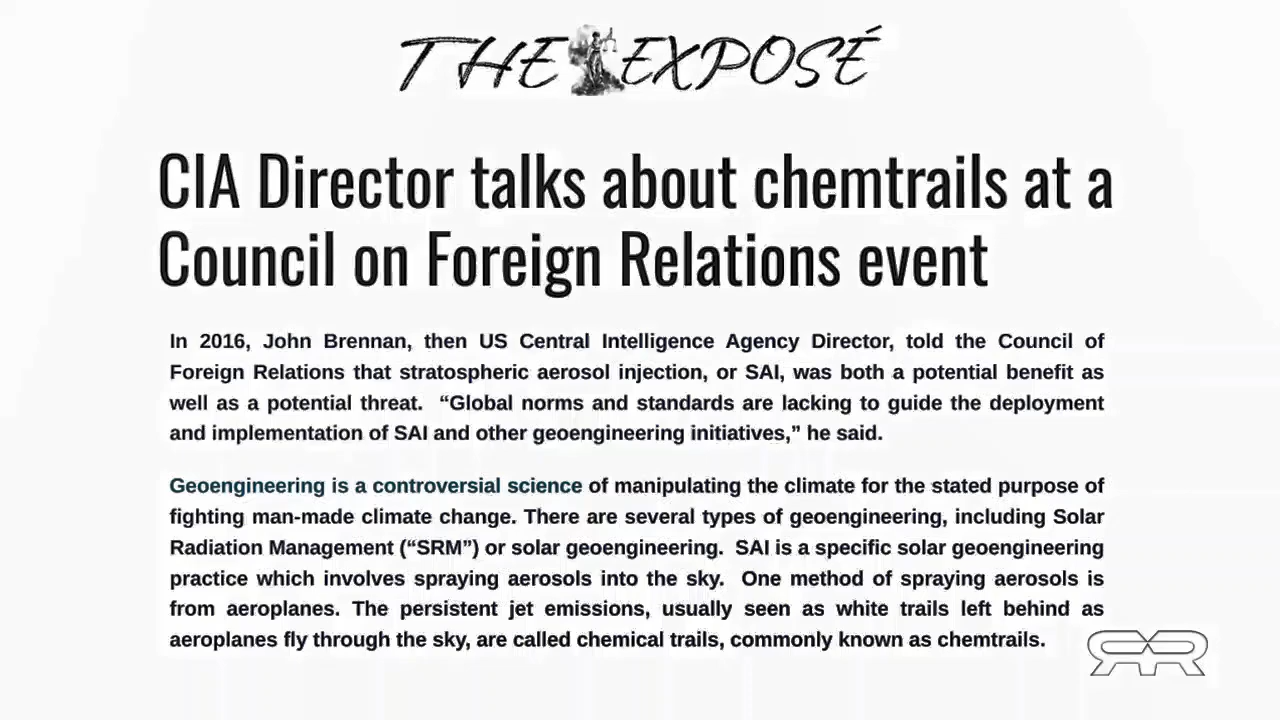 THE EXPOSÉ
CIA Director talks about chemtrails at a
Council on Foreign Relations event
In 2016, John Brennan, then US Central Intelligence Agency Director, told the Council of
Foreign Relations that stratospheric aerosol injection, or SAI, was both a potential benefit as
well as a potential threat. “Global norms and standards are lacking to guide the deployment
and implementation of SAI and other geoengineering initiatives,” he said.
Geoengineering is a controversial science of manipulating the climate for the stated purpose of
fighting man-made climate change. There are several types of geoengineering, including Solar
Radiation Management (“SRM”) or solar geoengineering. SAI is a specific solar geoengineering
practice which involves spraying aerosols into the sky. One method of spraying aerosols is
from aeroplanes. The persistent jet emissions, usually seen as white trails left behind as
aeroplanes fly through the sky, are called chemical trails, commonly known as chemtrails.